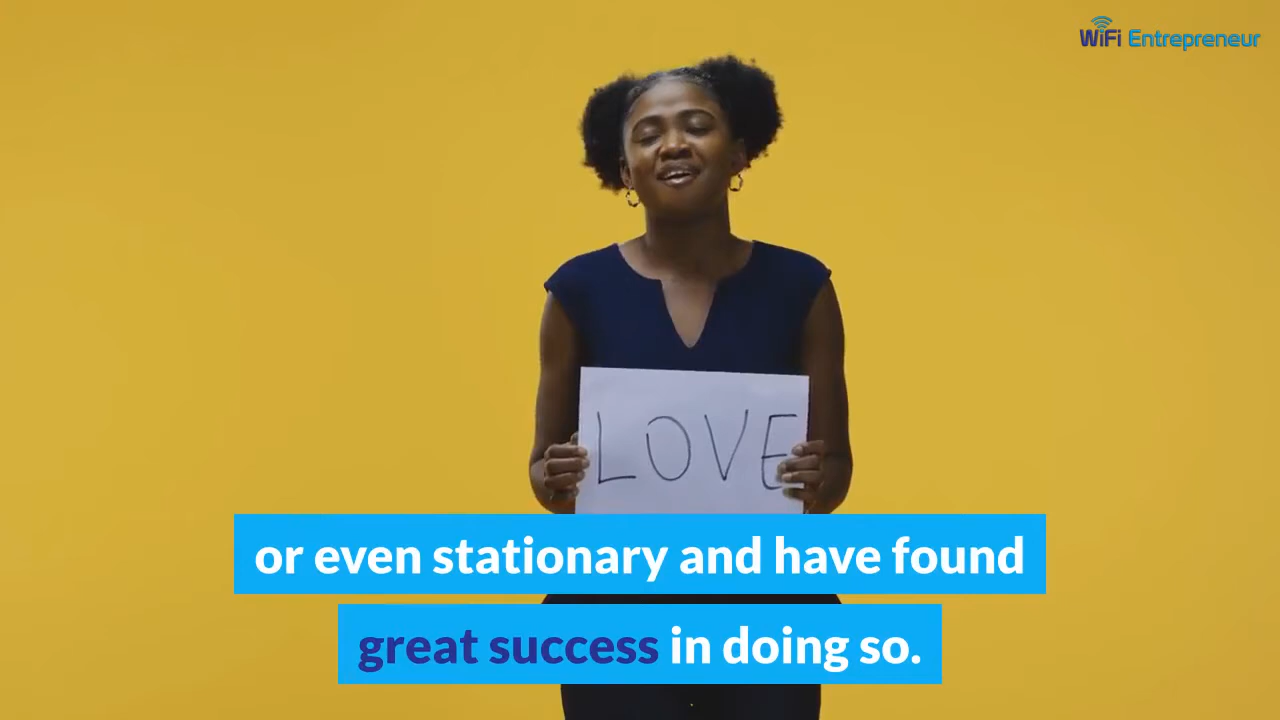 WiFi Entrepreneur
LOVE
or even stationary and have found
great success in doing so.